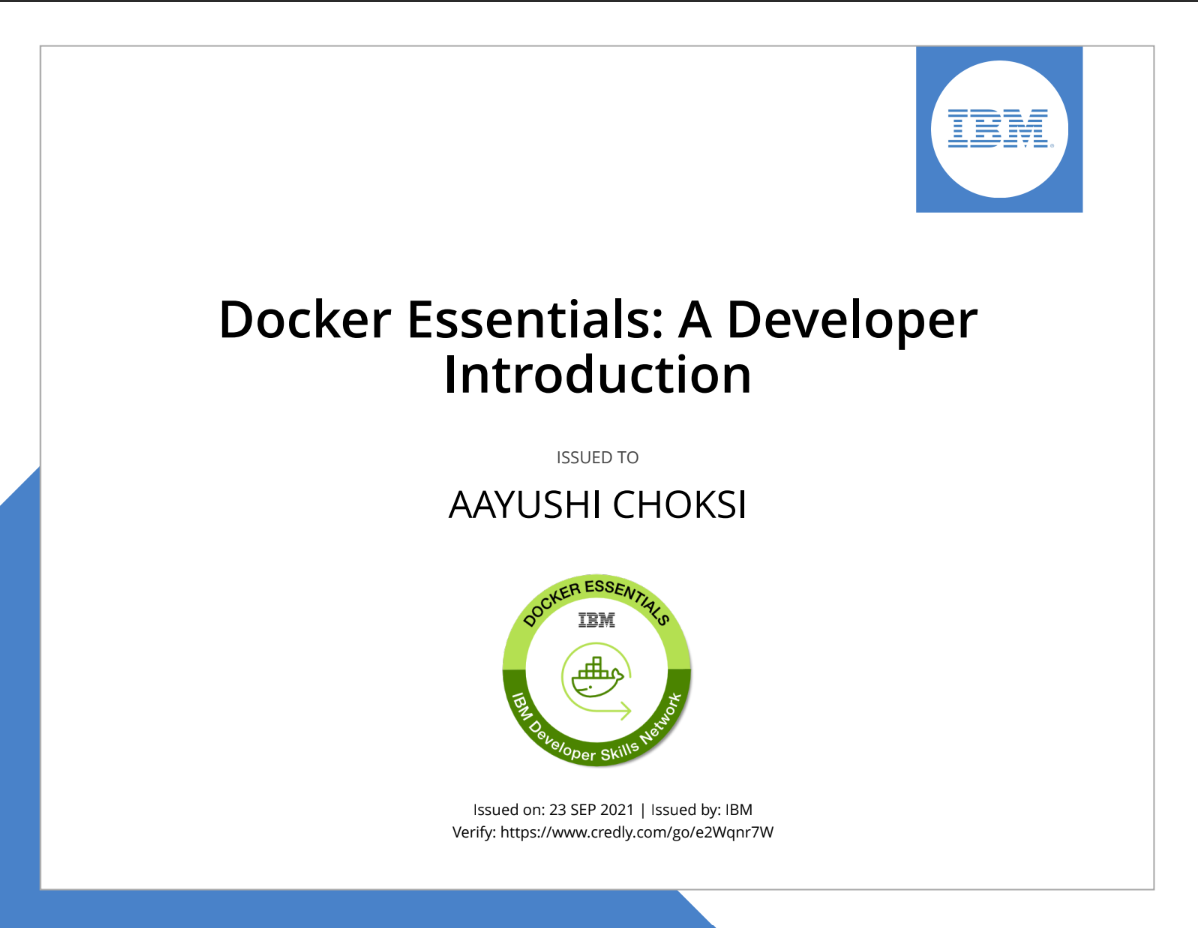 IBM
Docker Essentials: A Developer
Introduction
ISSUED TO
AAYUSHI CHOKSI
DOCKER ESSENTIALS
IBM
IBM Developer Skills Network
Issued on: 23 SEP 2021 | Issued by: IBM
Verify: https://www.credly.com/go/e2Wqnr7W